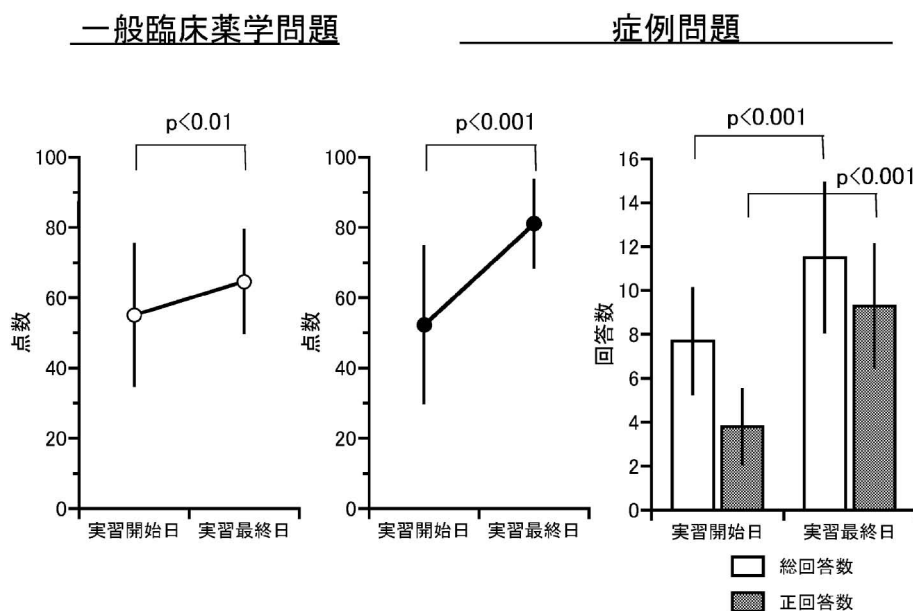 一般臨床薬学問題
症例問題
p<0.01
100
80
60
40
20
0
点数
実習開始日
実習最終日
p<0.001
100
80
60
40
20
0
点数
実習開始日
実習最終日
p<0.001
p<0.001
16
14
12
10
8
6
4
2
0
回答数
実習開始日
実習最終日
総回答数
正回答数